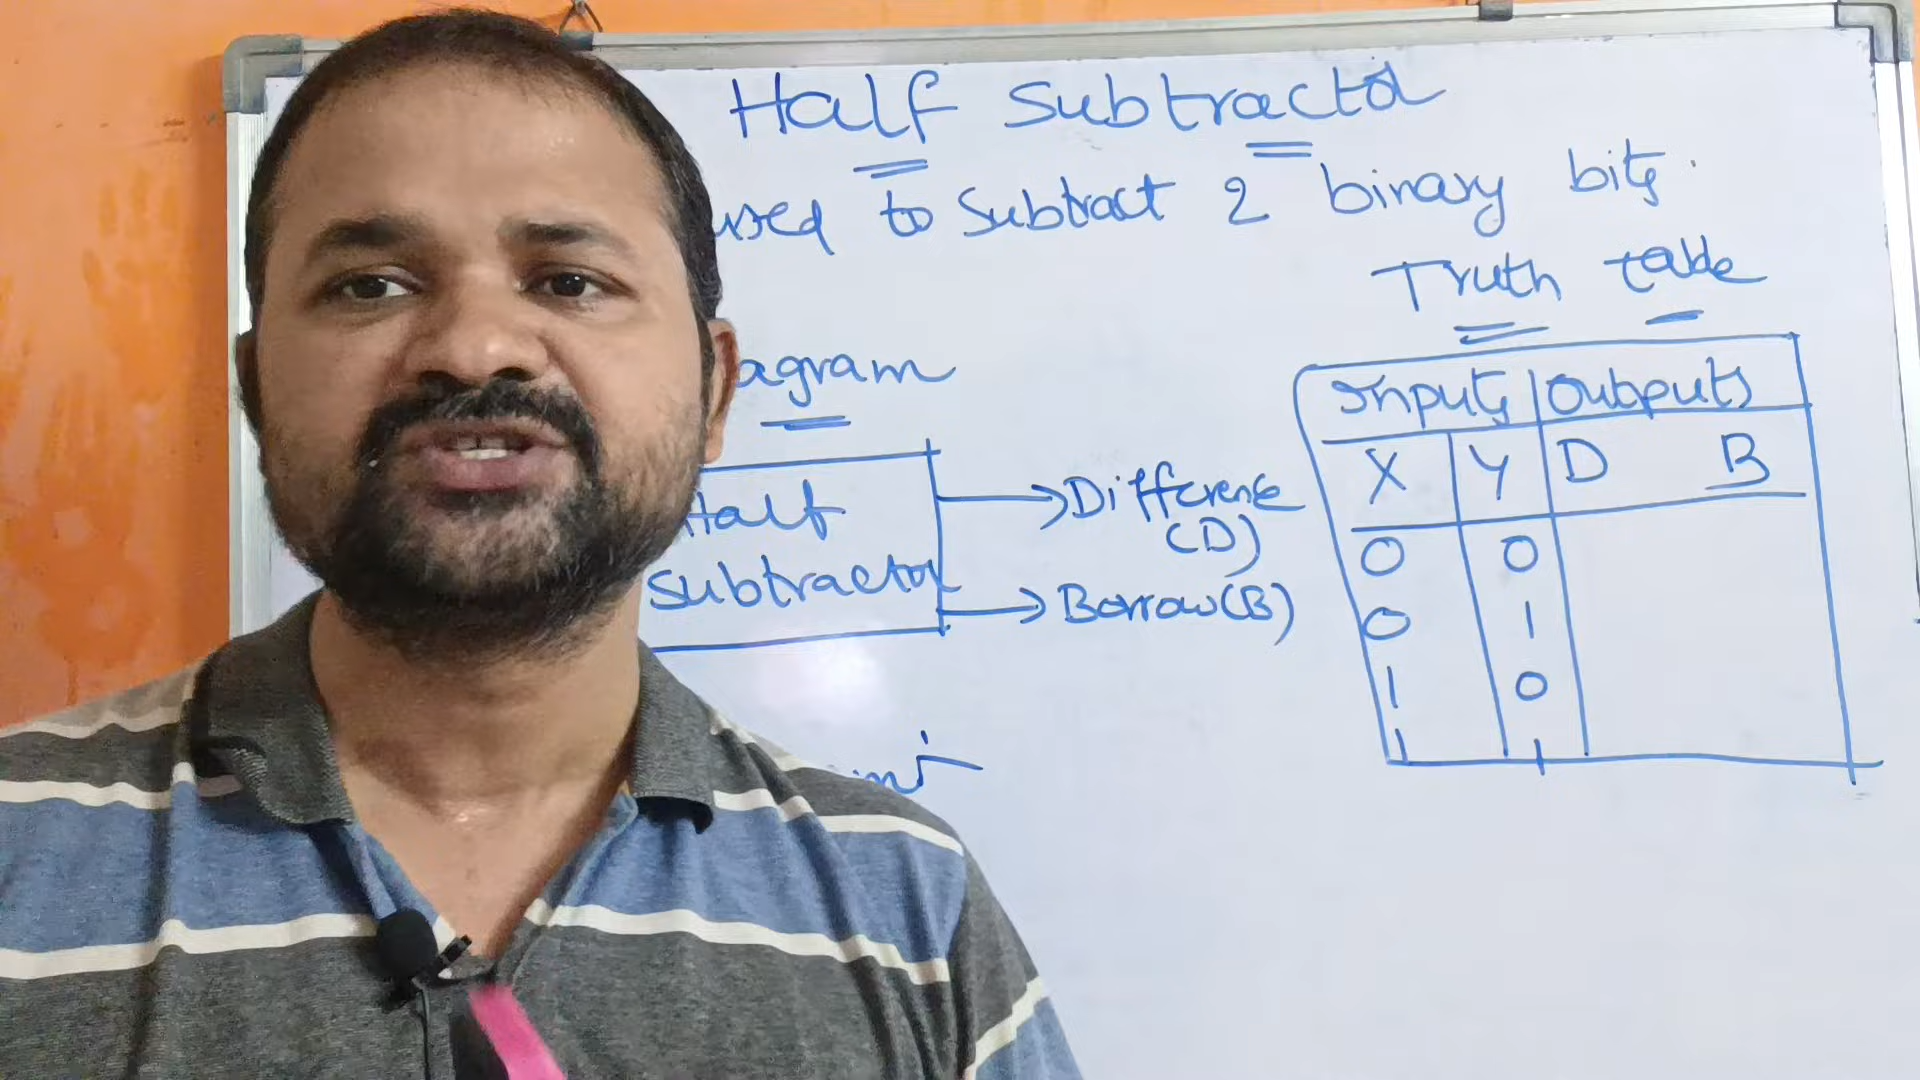 Half Subtractor
used to Subtract 2 binary bits.
Truth table
agram
Inputs Outputs
X Y D B
Half
Subtractor
Difference
(D)
Borrow(B)
0 0
0 1
1 0
1 1